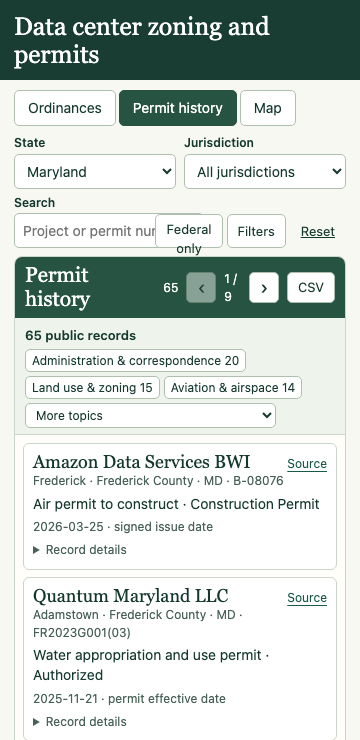 Data center zoning and
permits
Ordinances
Permit history
Map
State
Jurisdiction
Maryland
All jurisdictions
Search
Project or permit nu
Federal
only
Filters
Reset
Permit
history
65
‹
1 /
9
›
CSV
65 public records
Administration & correspondence 20
Land use & zoning 15
Aviation & airspace 14
More topics
Amazon Data Services BWI
Source
Frederick · Frederick County · MD · B-08076
Air permit to construct · Construction Permit
2026-03-25 · signed issue date
Record details
Quantum Maryland LLC
Source
Adamstown · Frederick County · MD ·
FR2023G001(03)
Water appropriation and use permit ·
Authorized
2025-11-21 · permit effective date
Record details